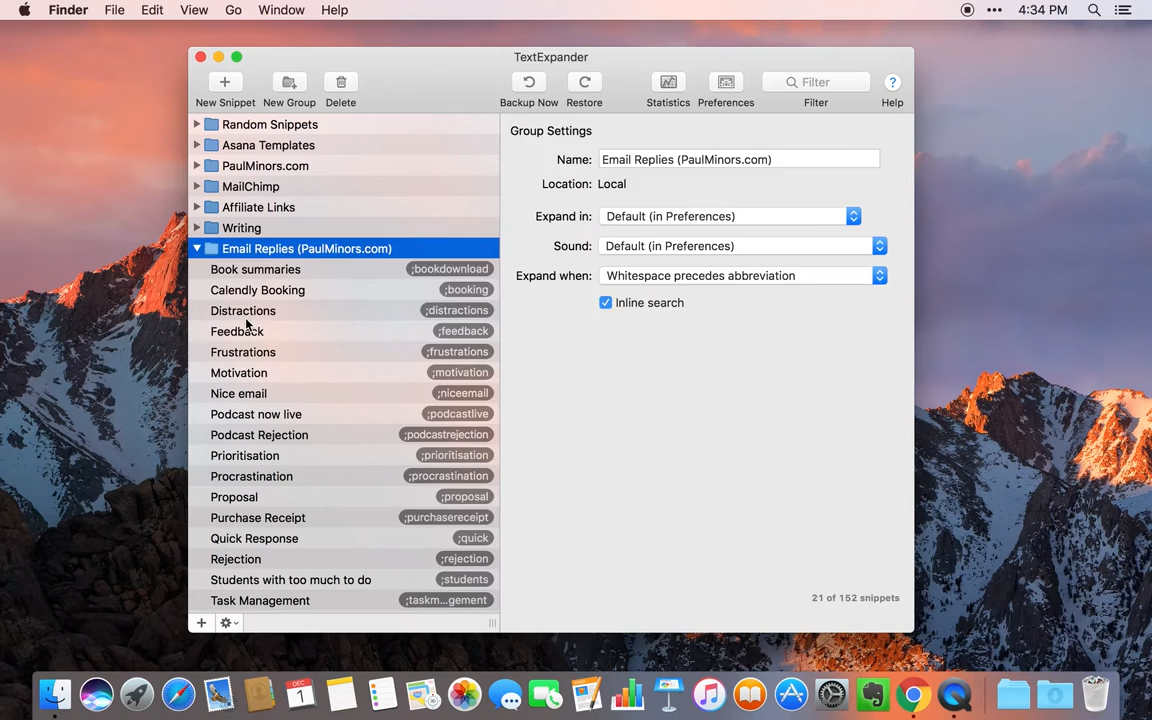 Finder File Edit View Go Window Help 4:34 PM
TextExpander
New Snippet New Group Delete Backup Now Restore Statistics Preferences Filter Filter ? Help
Random Snippets
Asana Templates
PaulMinors.com
MailChimp
Affiliate Links
Writing
Email Replies (PaulMinors.com)
Book summaries ;bookdownload
Calendly Booking ;booking
Distractions ;distractions
Feedback ;feedback
Frustrations ;frustrations
Motivation ;motivation
Nice email ;niceemail
Podcast now live ;podcastlive
Podcast Rejection ;podcastrejection
Prioritisation ;prioritisation
Procrastination ;procrastination
Proposal ;proposal
Purchase Receipt ;purchasereceipt
Quick Response ;quick
Rejection ;rejection
Students with too much to do ;students
Task Management ;taskm...gement
Group Settings
Name: Email Replies (PaulMinors.com)
Location: Local
Expand in: Default (in Preferences)
Sound: Default (in Preferences)
Expand when: Whitespace precedes abbreviation
Inline search
21 of 152 snippets
DEC
1